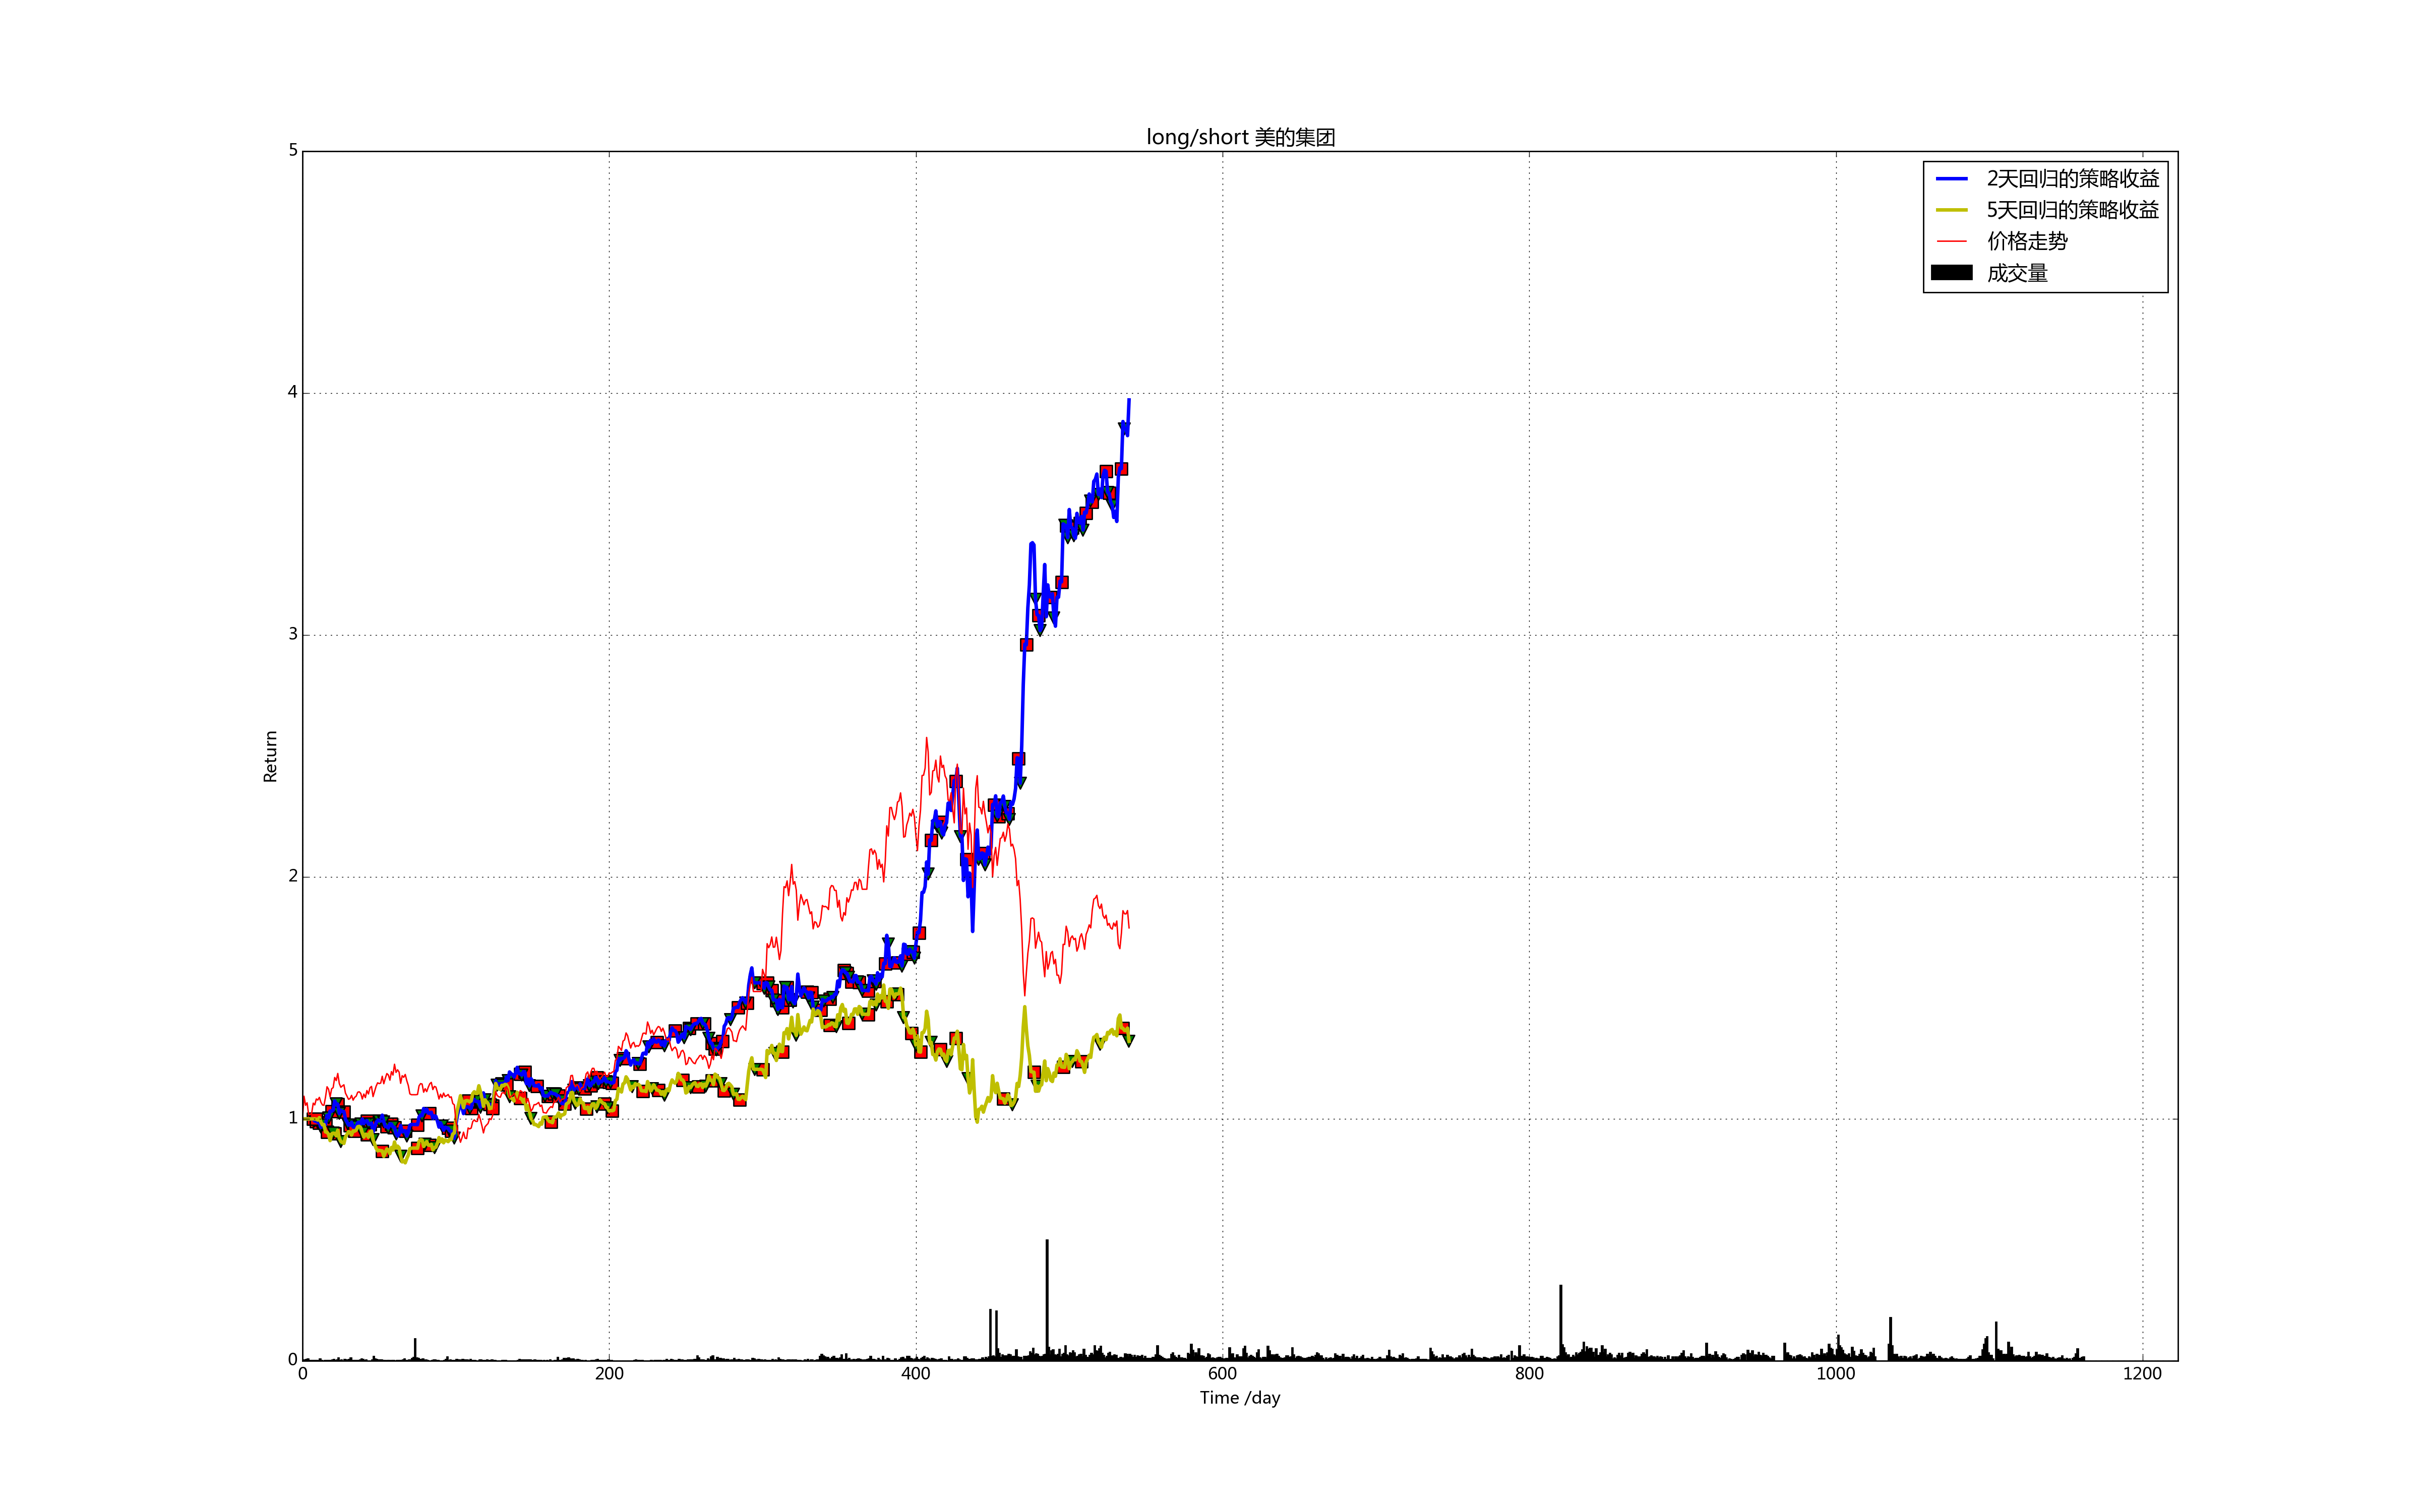 long/short 美的集团
5
4
3
2
1
0
Return
2天回归的策略收益
5天回归的策略收益
价格走势
成交量
0 200 400 600 800 1000 1200
Time /day